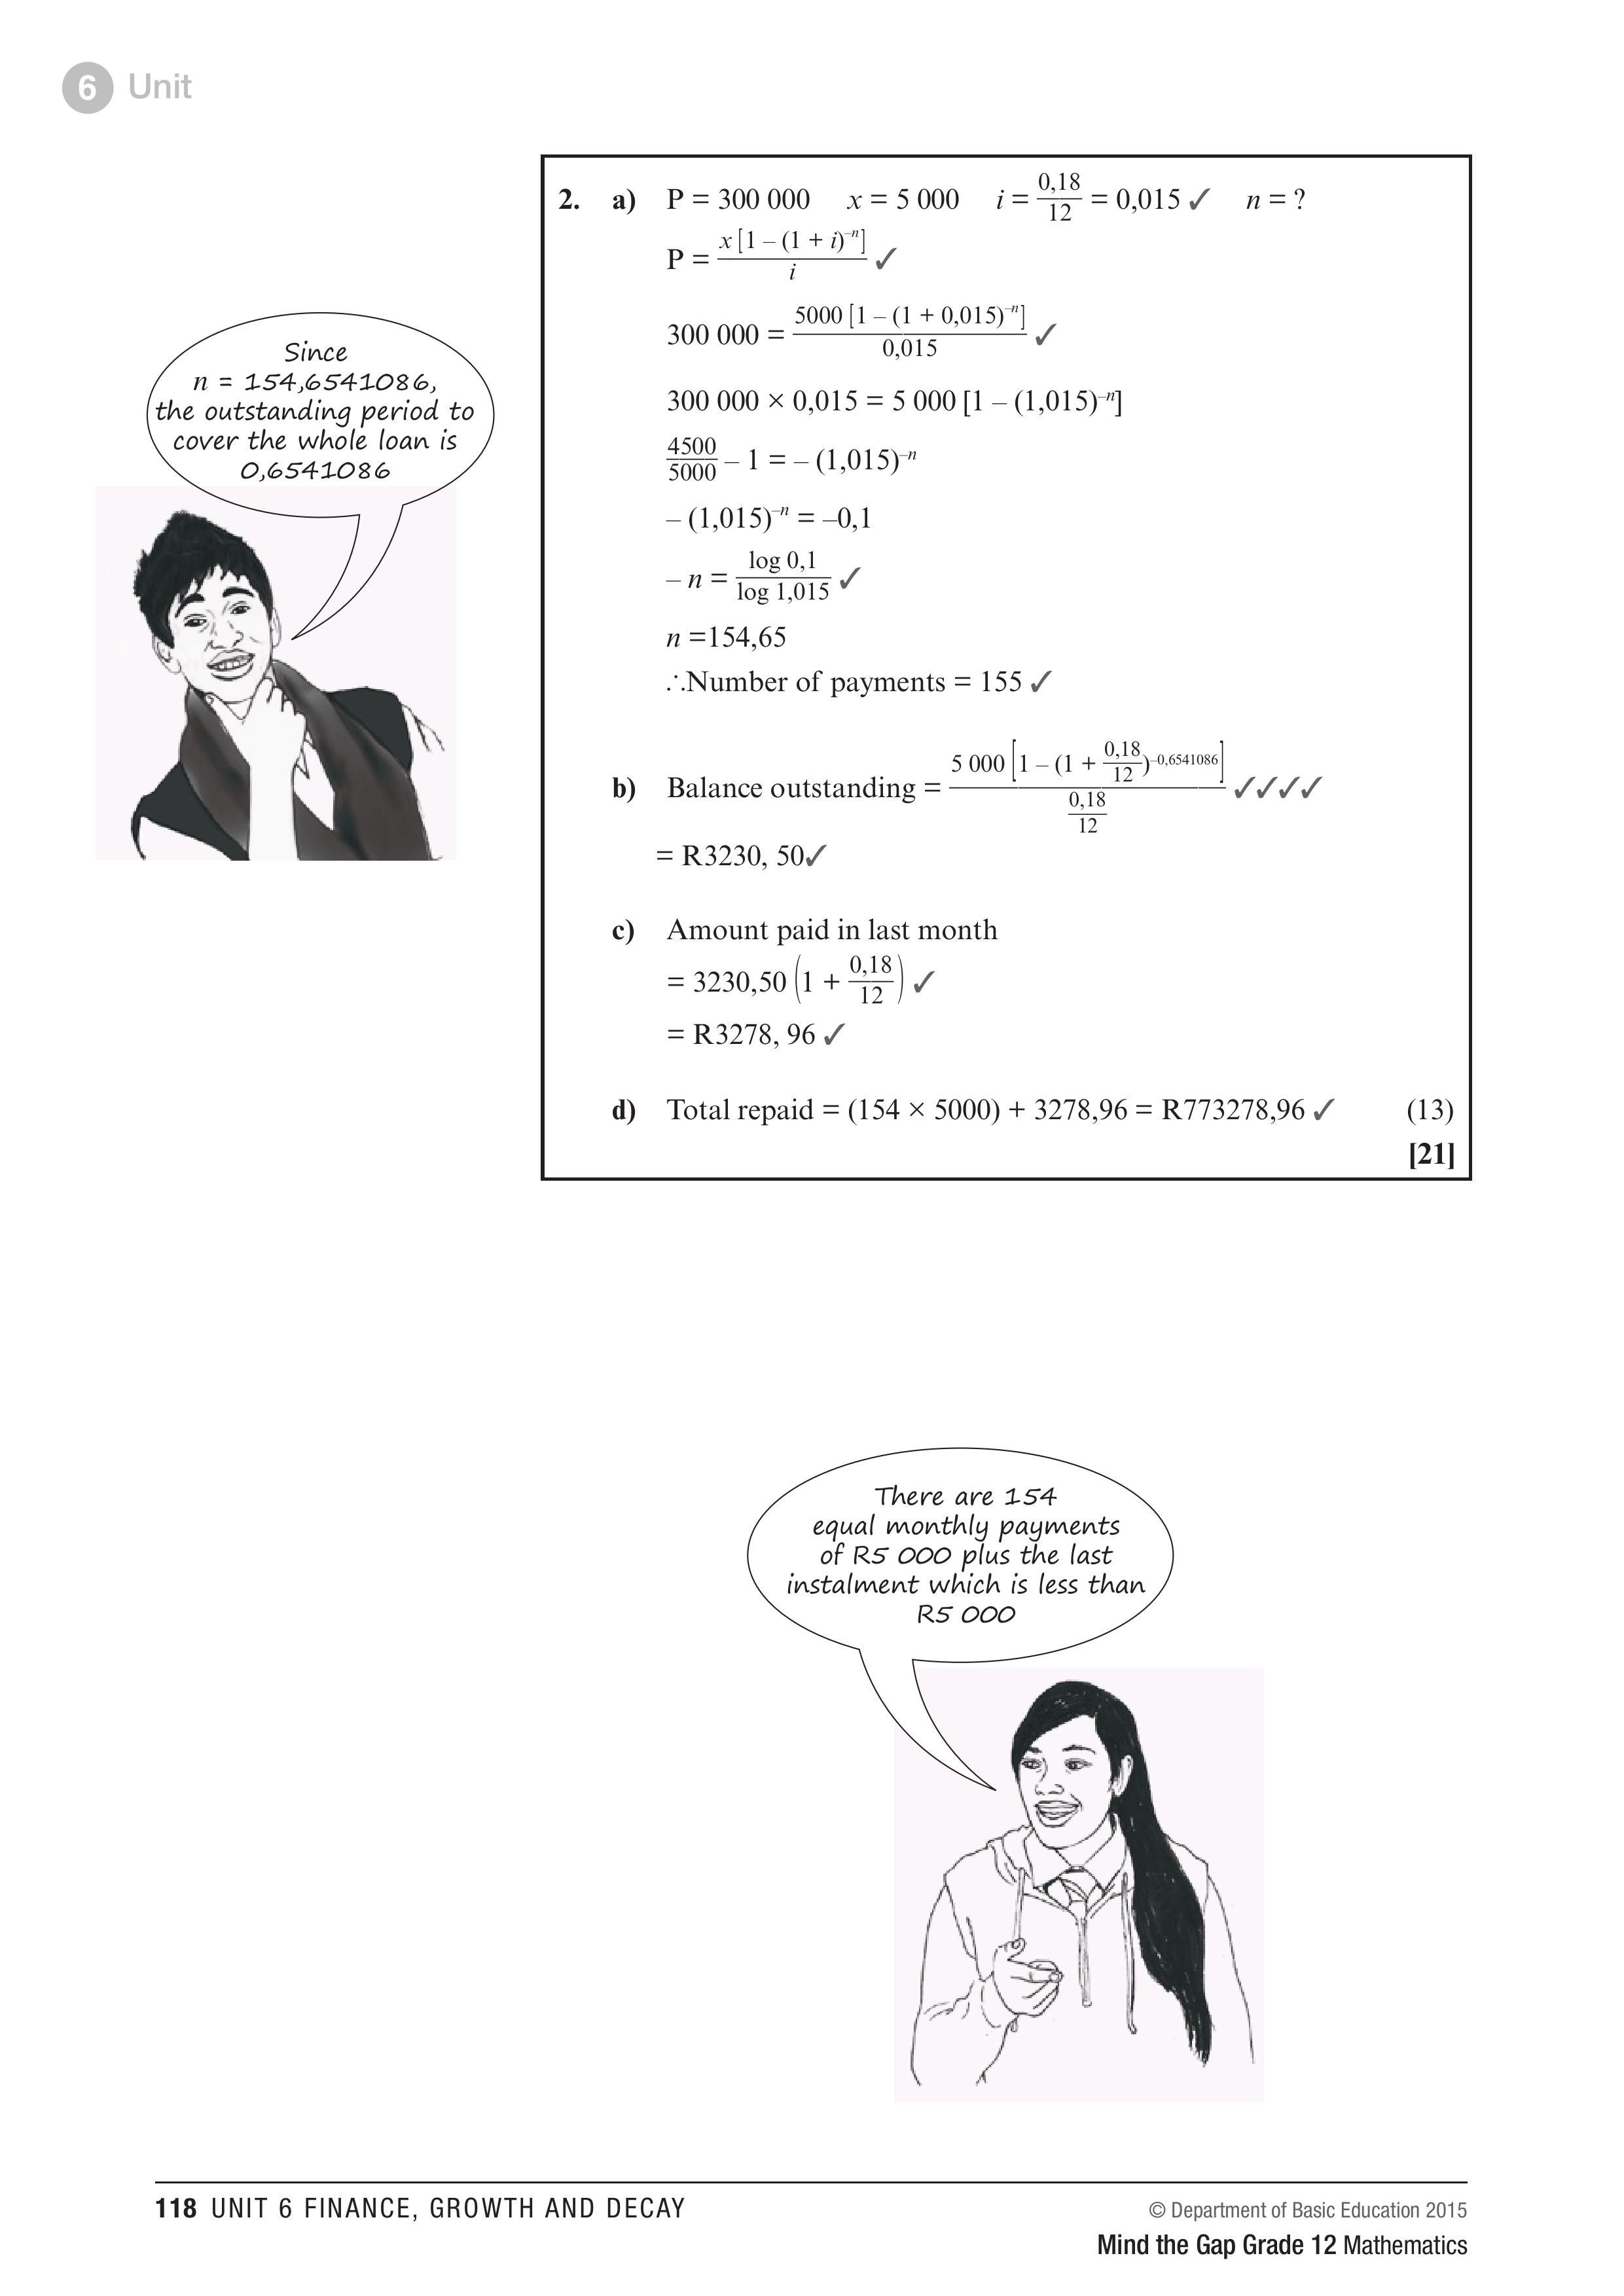 6 Unit
2. a) P = 300 000 x = 5 000 i = 0,18/12 = 0,015 ✓ n = ?
P = x [1 – (1 + i)⁻ⁿ] / i ✓
300 000 = 5000 [1 – (1 + 0,015)⁻ⁿ] / 0,015 ✓
300 000 × 0,015 = 5 000 [1 – (1,015)⁻ⁿ]
4500/5000 – 1 = – (1,015)⁻ⁿ
– (1,015)⁻ⁿ = –0,1
– n = log 0,1 / log 1,015 ✓
n =154,65
∴Number of payments = 155 ✓
b) Balance outstanding = 5 000 [1 – (1 + 0,18/12)^–0,6541086] / (0,18/12) ✓✓✓✓
= R3230, 50✓
c) Amount paid in last month
= 3230,50 (1 + 0,18/12) ✓
= R3278, 96 ✓
d) Total repaid = (154 × 5000) + 3278,96 = R773278,96 ✓ (13)
[21]
Since
n = 154,6541086,
the outstanding period to
cover the whole loan is
0,6541086
There are 154
equal monthly payments
of R5 000 plus the last
instalment which is less than
R5 000
118 UNIT 6 FINANCE, GROWTH AND DECAY
© Department of Basic Education 2015
Mind the Gap Grade 12 Mathematics